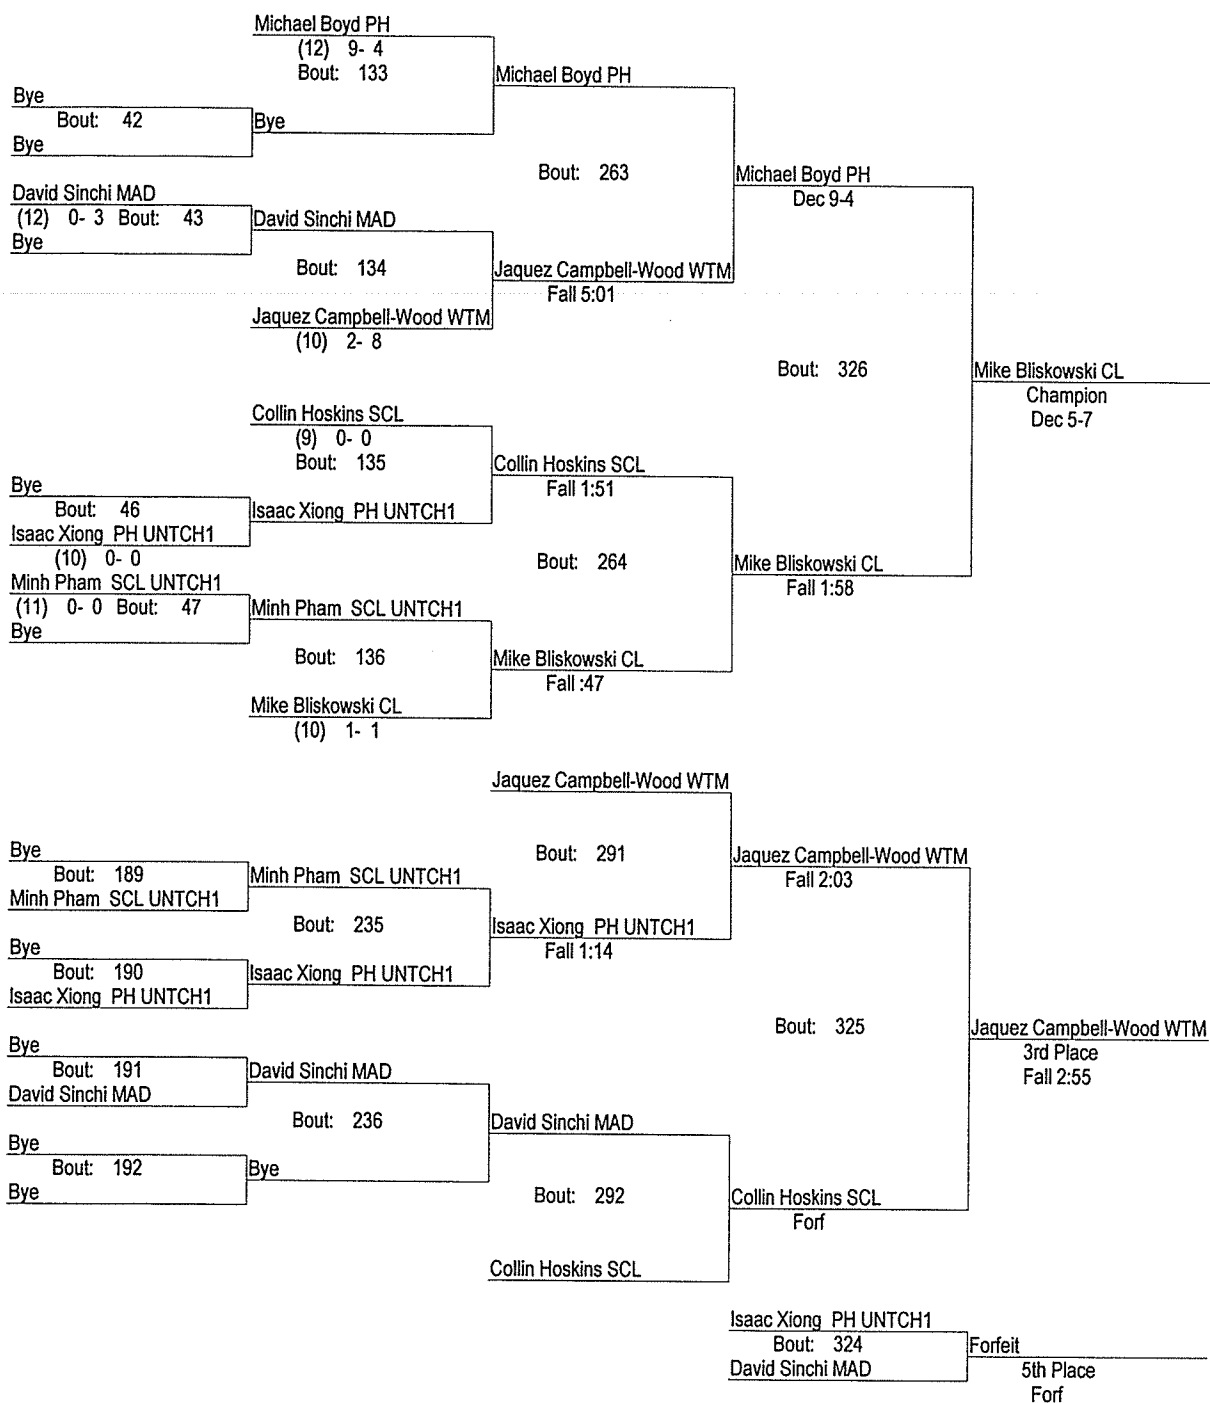 Michael Boyd PH
(12) 9- 4
Bout: 133
Michael Boyd PH
Bye
Bout: 42
Bye
Bye
Bout: 263
Michael Boyd PH
Dec 9-4
David Sinchi MAD
(12) 0- 3 Bout: 43
David Sinchi MAD
Bye
Bout: 134
Jaquez Campbell-Wood WTM
Fall 5:01
Jaquez Campbell-Wood WTM
(10) 2- 8
Bout: 326
Mike Bliskowski CL
Champion
Dec 5-7
Collin Hoskins SCL
(9) 0- 0
Bout: 135
Collin Hoskins SCL
Fall 1:51
Bye
Bout: 46
Isaac Xiong PH UNTCH1
Isaac Xiong PH UNTCH1
(10) 0- 0
Bout: 264
Mike Bliskowski CL
Fall 1:58
Minh Pham SCL UNTCH1
(11) 0- 0 Bout: 47
Minh Pham SCL UNTCH1
Bye
Bout: 136
Mike Bliskowski CL
Fall :47
Mike Bliskowski CL
(10) 1- 1
Jaquez Campbell-Wood WTM
Bout: 291
Jaquez Campbell-Wood WTM
Fall 2:03
Bye
Bout: 189
Minh Pham SCL UNTCH1
Minh Pham SCL UNTCH1
Bout: 235
Isaac Xiong PH UNTCH1
Fall 1:14
Bye
Bout: 190
Isaac Xiong PH UNTCH1
Isaac Xiong PH UNTCH1
Bout: 325
Jaquez Campbell-Wood WTM
3rd Place
Fall 2:55
Bye
Bout: 191
David Sinchi MAD
David Sinchi MAD
Bout: 236
David Sinchi MAD
Bye
Bout: 192
Bye
Bye
Bout: 292
Collin Hoskins SCL
Forf
Collin Hoskins SCL
Isaac Xiong PH UNTCH1
Bout: 324
Forfeit
David Sinchi MAD
5th Place
Forf